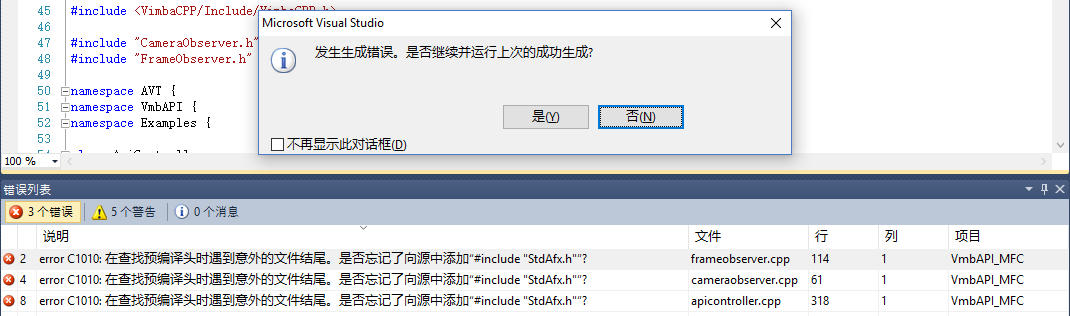 45 #include <VimbaCPP/Include/VimbaCPP.h>
46
47 #include "CameraObserver.h"
48 #include "FrameObserver.h"
49
50 namespace AVT {
51 namespace VmbAPI {
52 namespace Examples {
53
Microsoft Visual Studio
发生生成错误。是否继续并运行上次的成功生成?
是(Y) 否(N)
不再显示此对话框(D)
100 %
错误列表
3 个错误 5 个警告 0 个消息
说明 文件 行 列 项目
2 error C1010: 在查找预编译头时遇到意外的文件结尾。是否忘记了向源中添加“#include "StdAfx.h"”? frameobserver.cpp 114 1 VmbAPI_MFC
4 error C1010: 在查找预编译头时遇到意外的文件结尾。是否忘记了向源中添加“#include "StdAfx.h"”? cameraobserver.cpp 61 1 VmbAPI_MFC
8 error C1010: 在查找预编译头时遇到意外的文件结尾。是否忘记了向源中添加“#include "StdAfx.h"”? apicontroller.cpp 318 1 VmbAPI_MFC